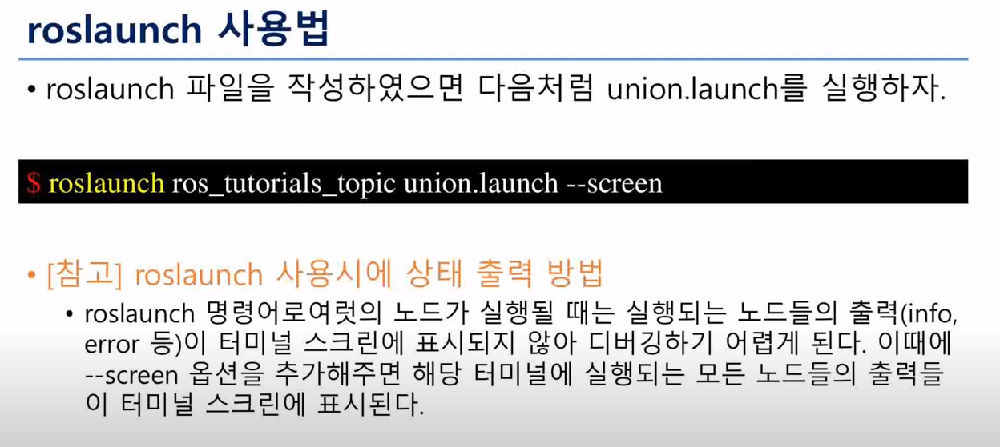 roslaunch 사용법
• roslaunch 파일을 작성하였으면 다음처럼 union.launch를 실행하자.
$ roslaunch ros_tutorials_topic union.launch --screen
• [참고] roslaunch 사용시에 상태 출력 방법
• roslaunch 명령어로여럿의 노드가 실행될 때는 실행되는 노드들의 출력(info,
error 등)이 터미널 스크린에 표시되지 않아 디버깅하기 어렵게 된다. 이때에
--screen 옵션을 추가해주면 해당 터미널에 실행되는 모든 노드들의 출력들
이 터미널 스크린에 표시된다.